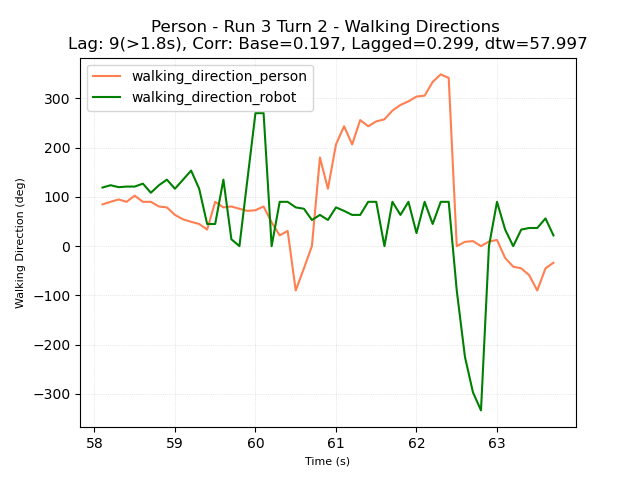 Person - Run 3 Turn 2 - Walking Directions
Lag: 9(>1.8s), Corr: Base=0.197, Lagged=0.299, dtw=57.997
walking_direction_person
walking_direction_robot
Walking Direction (deg)
300
200
100
0
−100
−200
−300
58 59 60 61 62 63
Time (s)